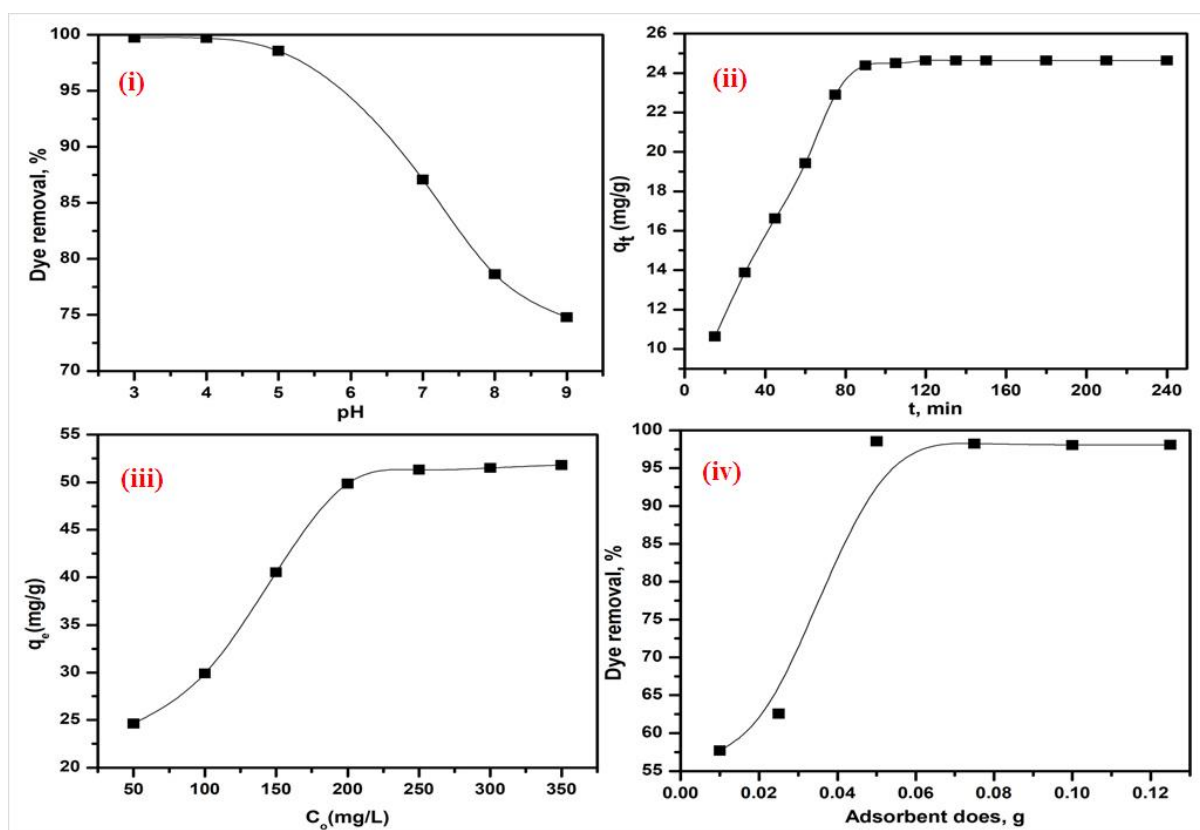 (i)
Dye removal, %
100
95
90
85
80
75
70
3 4 5 6 7 8 9
pH
(ii)
qt (mg/g)
26
24
22
20
18
16
14
12
10
0 40 80 120 160 200 240
t, min
(iii)
qe(mg/g)
55
50
45
40
35
30
25
20
50 100 150 200 250 300 350
Co(mg/L)
(iv)
Dye removal, %
100
95
90
85
80
75
70
65
60
55
0.00 0.02 0.04 0.06 0.08 0.10 0.12
Adsorbent does, g